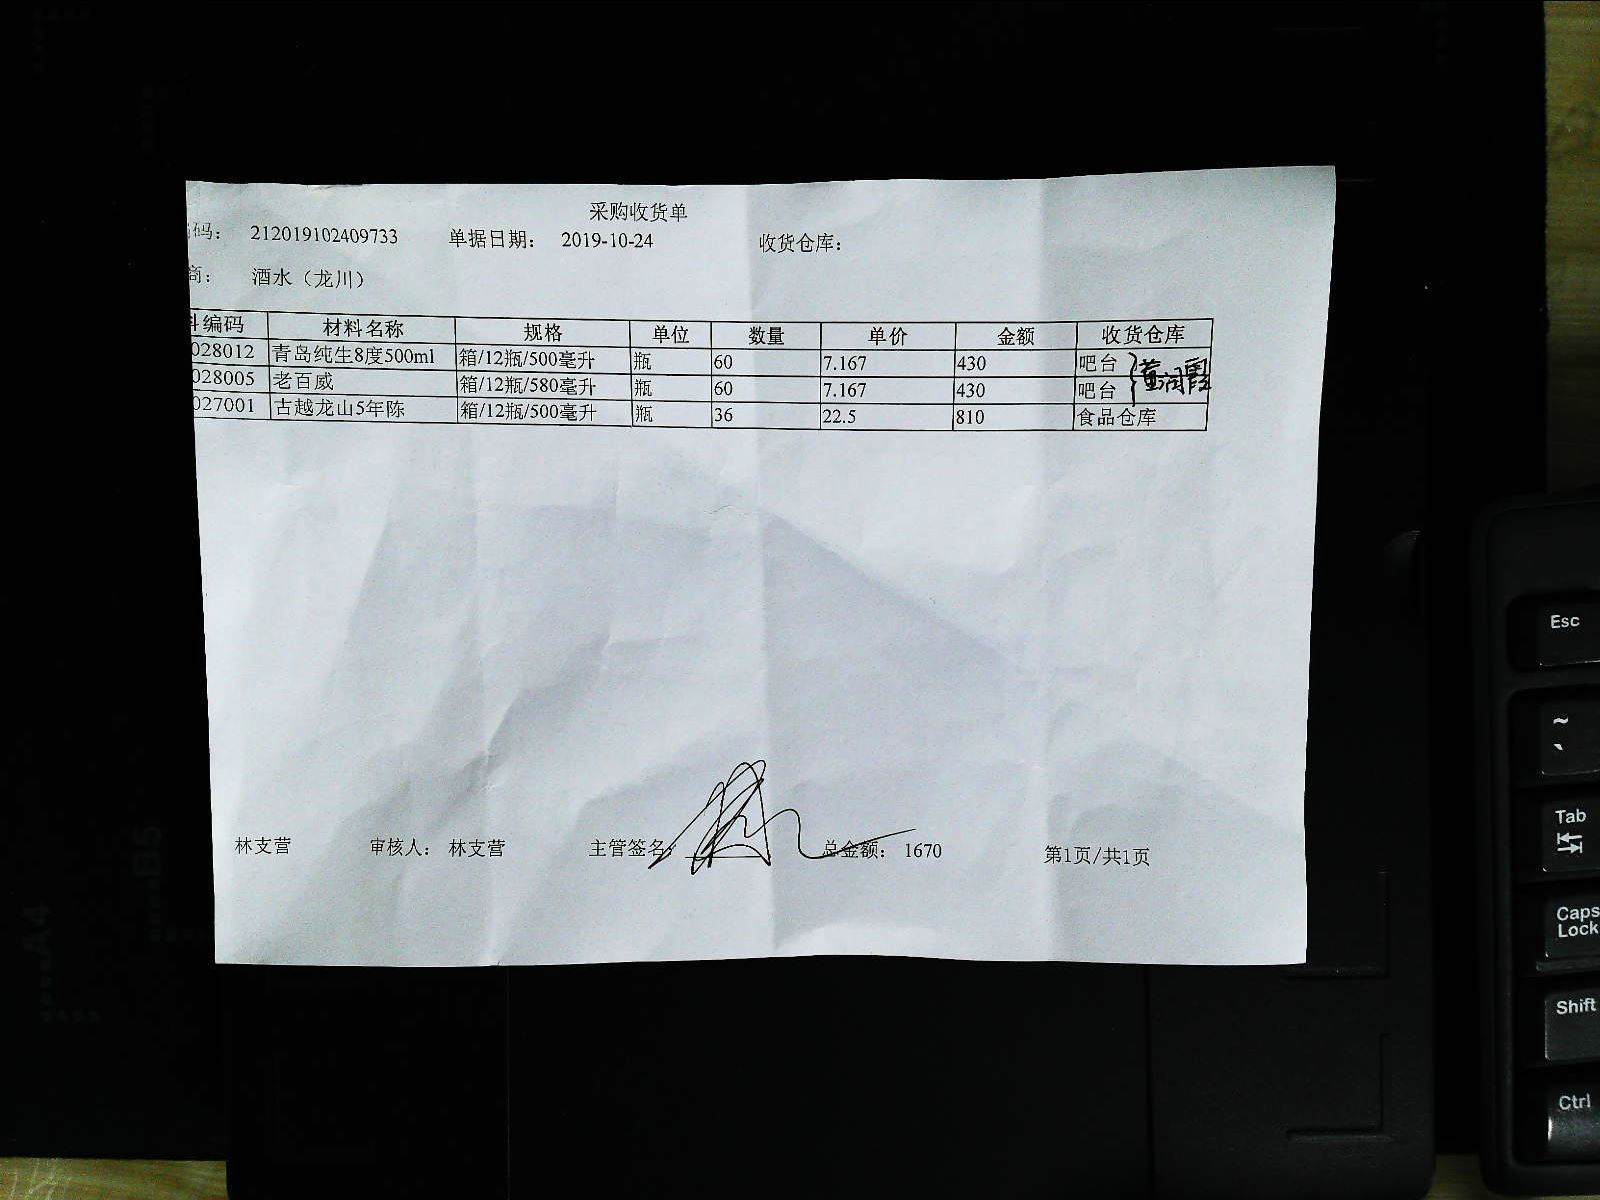 采购收货单
码： 212019102409733 单据日期： 2019-10-24 收货仓库：
商： 酒水（龙川）
编码 材料名称 规格 单位 数量 单价 金额 收货仓库
028012 青岛纯生8度500ml 箱/12瓶/500毫升 瓶 60 7.167 430 吧台
028005 老百威 箱/12瓶/580毫升 瓶 60 7.167 430 吧台
董润霞
027001 古越龙山5年陈 箱/12瓶/500毫升 瓶 36 22.5 810 食品仓库
林支营 审核人： 林支营 主管签名： 总金额： 1670 第1页/共1页
Esc
~
`
Tab
Caps
Lock
Shift
Ctrl
B5
A4